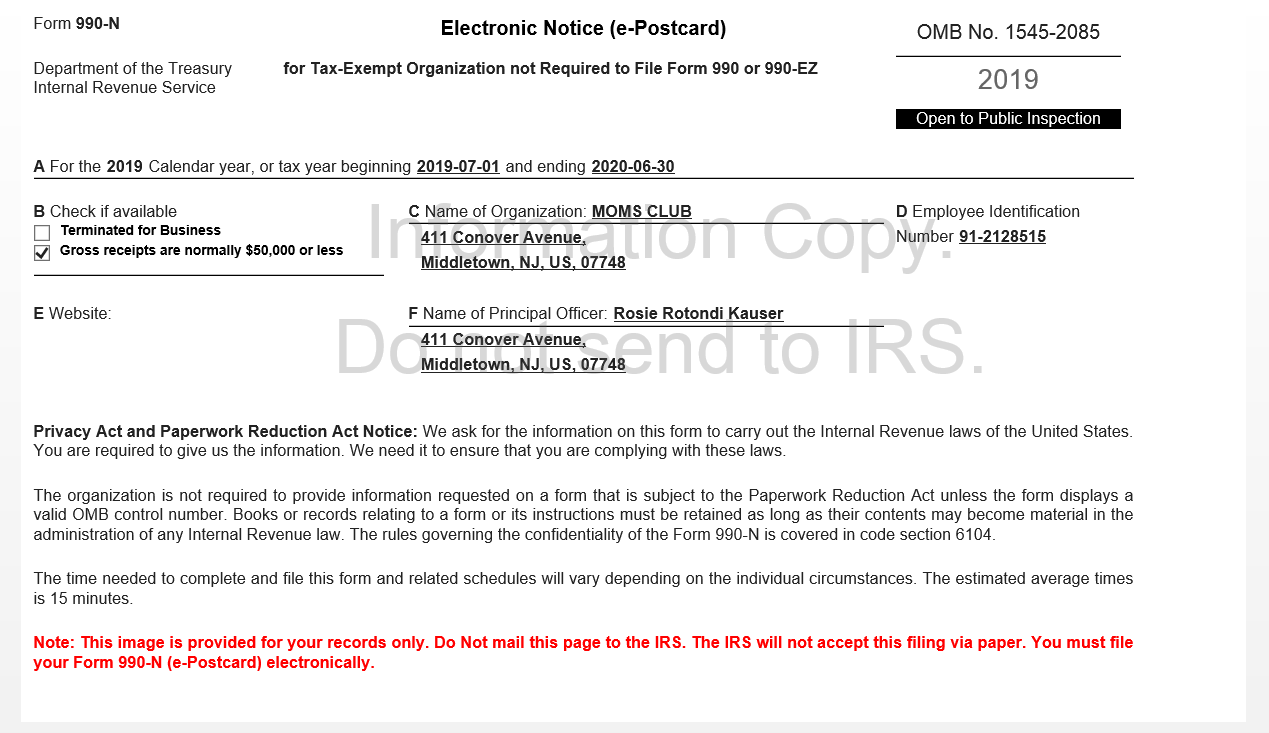 Form 990-N
Electronic Notice (e-Postcard)
OMB No. 1545-2085
Department of the Treasury
Internal Revenue Service
for Tax-Exempt Organization not Required to File Form 990 or 990-EZ
2019
Open to Public Inspection
A For the 2019 Calendar year, or tax year beginning 2019-07-01 and ending 2020-06-30
B Check if available
Terminated for Business
Gross receipts are normally $50,000 or less
C Name of Organization: MOMS CLUB
411 Conover Avenue,
Middletown, NJ, US, 07748
D Employee Identification
Number 91-2128515
Information Copy.
E Website:
F Name of Principal Officer: Rosie Rotondi Kauser
411 Conover Avenue,
Middletown, NJ, US, 07748
Do not send to IRS.
Privacy Act and Paperwork Reduction Act Notice: We ask for the information on this form to carry out the Internal Revenue laws of the United States.
You are required to give us the information. We need it to ensure that you are complying with these laws.
The organization is not required to provide information requested on a form that is subject to the Paperwork Reduction Act unless the form displays a
valid OMB control number. Books or records relating to a form or its instructions must be retained as long as their contents may become material in the
administration of any Internal Revenue law. The rules governing the confidentiality of the Form 990-N is covered in code section 6104.
The time needed to complete and file this form and related schedules will vary depending on the individual circumstances. The estimated average times
is 15 minutes.
Note: This image is provided for your records only. Do Not mail this page to the IRS. The IRS will not accept this filing via paper. You must file
your Form 990-N (e-Postcard) electronically.